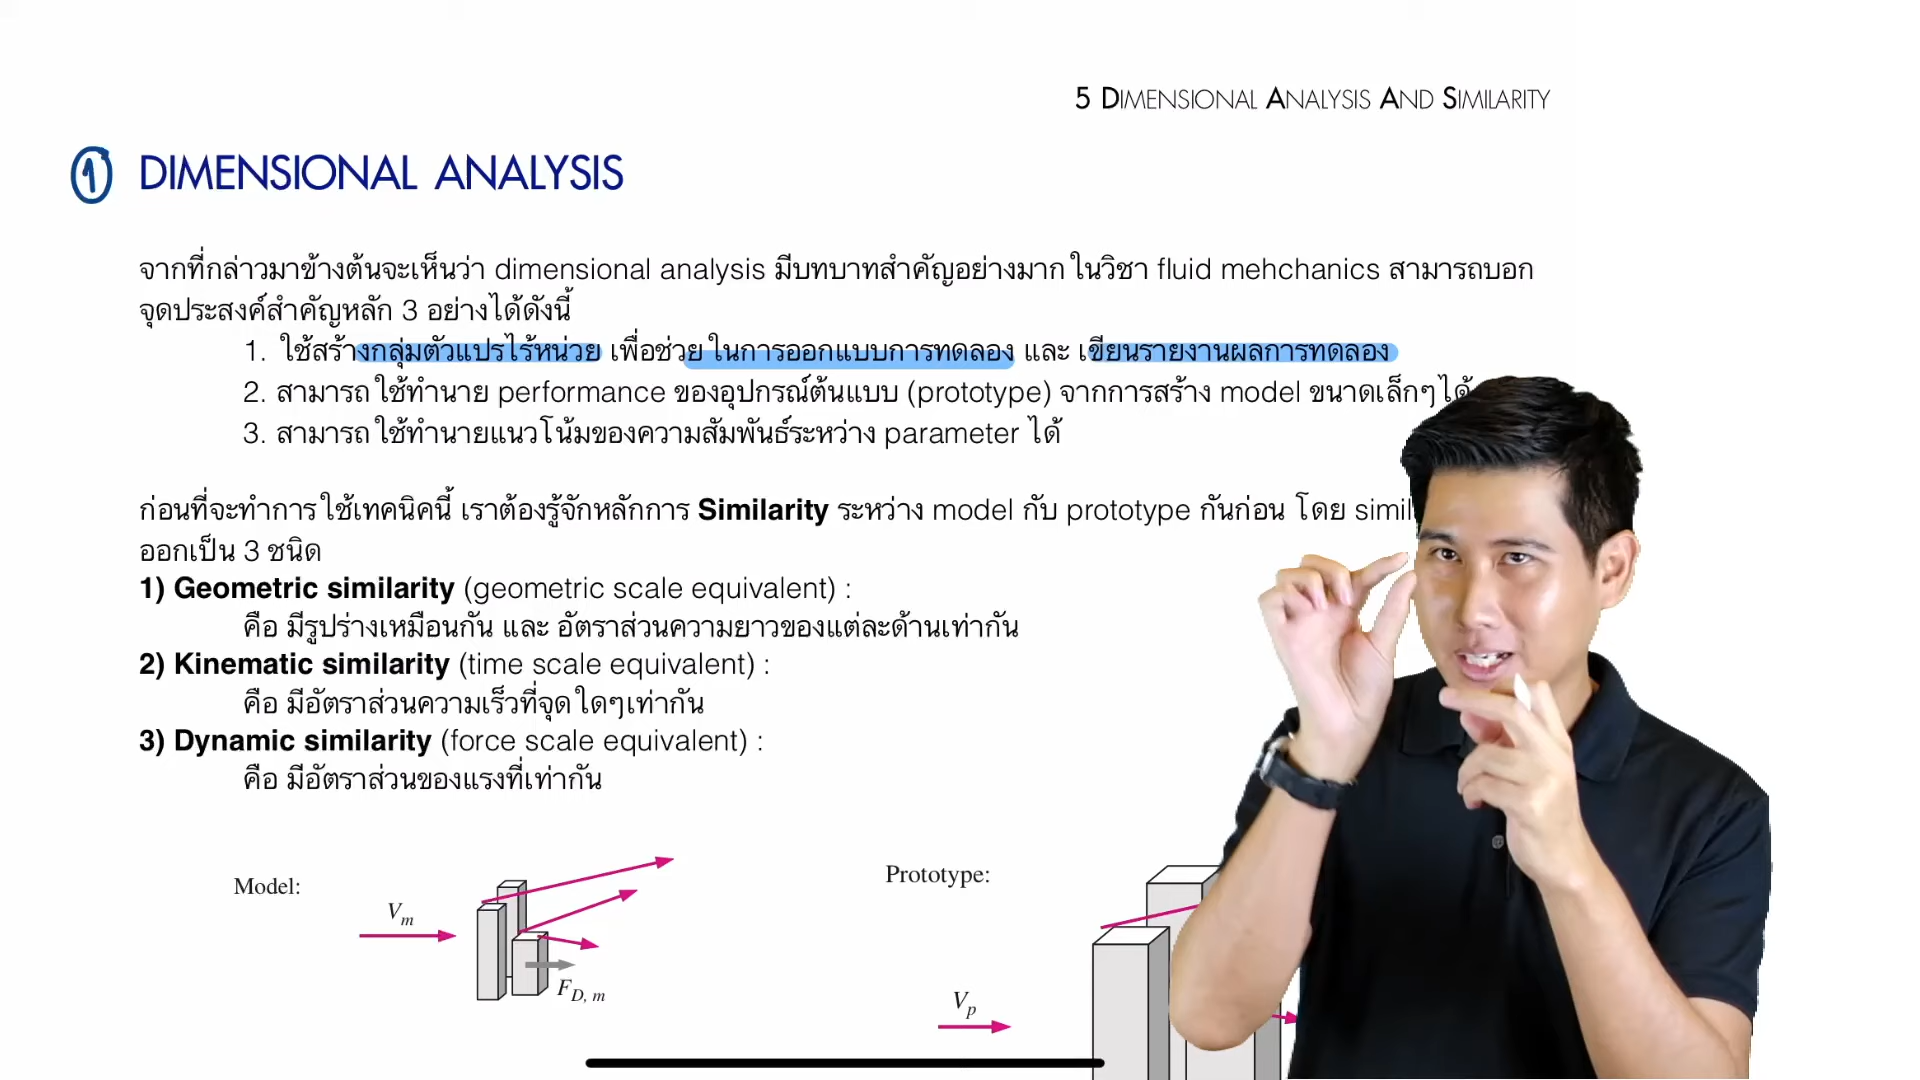 5 DIMENSIONAL ANALYSIS AND SIMILARITY
1 DIMENSIONAL ANALYSIS
จากที่กล่าวมาข้างต้นจะเห็นว่า dimensional analysis มีบทบาทสำคัญอย่างมากในวิชา fluid mehchanics สามารถบอก
จุดประสงค์สำคัญหลัก 3 อย่างได้ดังนี้
1. ใช้สร้างกลุ่มตัวแปรไร้หน่วย เพื่อช่วยในการออกแบบการทดลอง และ เขียนรายงานผลการทดลอง
2. สามารถใช้ทำนาย performance ของอุปกรณ์ต้นแบบ (prototype) จากการสร้าง model ขนาดเล็กๆได้
3. สามารถใช้ทำนายแนวโน้มของความสัมพันธ์ระหว่าง parameter ได้
ก่อนที่จะทำการใช้เทคนิคนี้ เราต้องรู้จักหลักการ Similarity ระหว่าง model กับ prototype กันก่อน โดย
ออกเป็น 3 ชนิด
1) Geometric similarity (geometric scale equivalent) :
คือ มีรูปร่างเหมือนกัน และ อัตราส่วนความยาวของแต่ละด้านเท่ากัน
2) Kinematic similarity (time scale equivalent) :
คือ มีอัตราส่วนความเร็วที่จุดใดๆเท่ากัน
3) Dynamic similarity (force scale equivalent) :
คือ มีอัตราส่วนของแรงที่เท่ากัน
Model:
Prototype:
Vm
FD, m
Vp